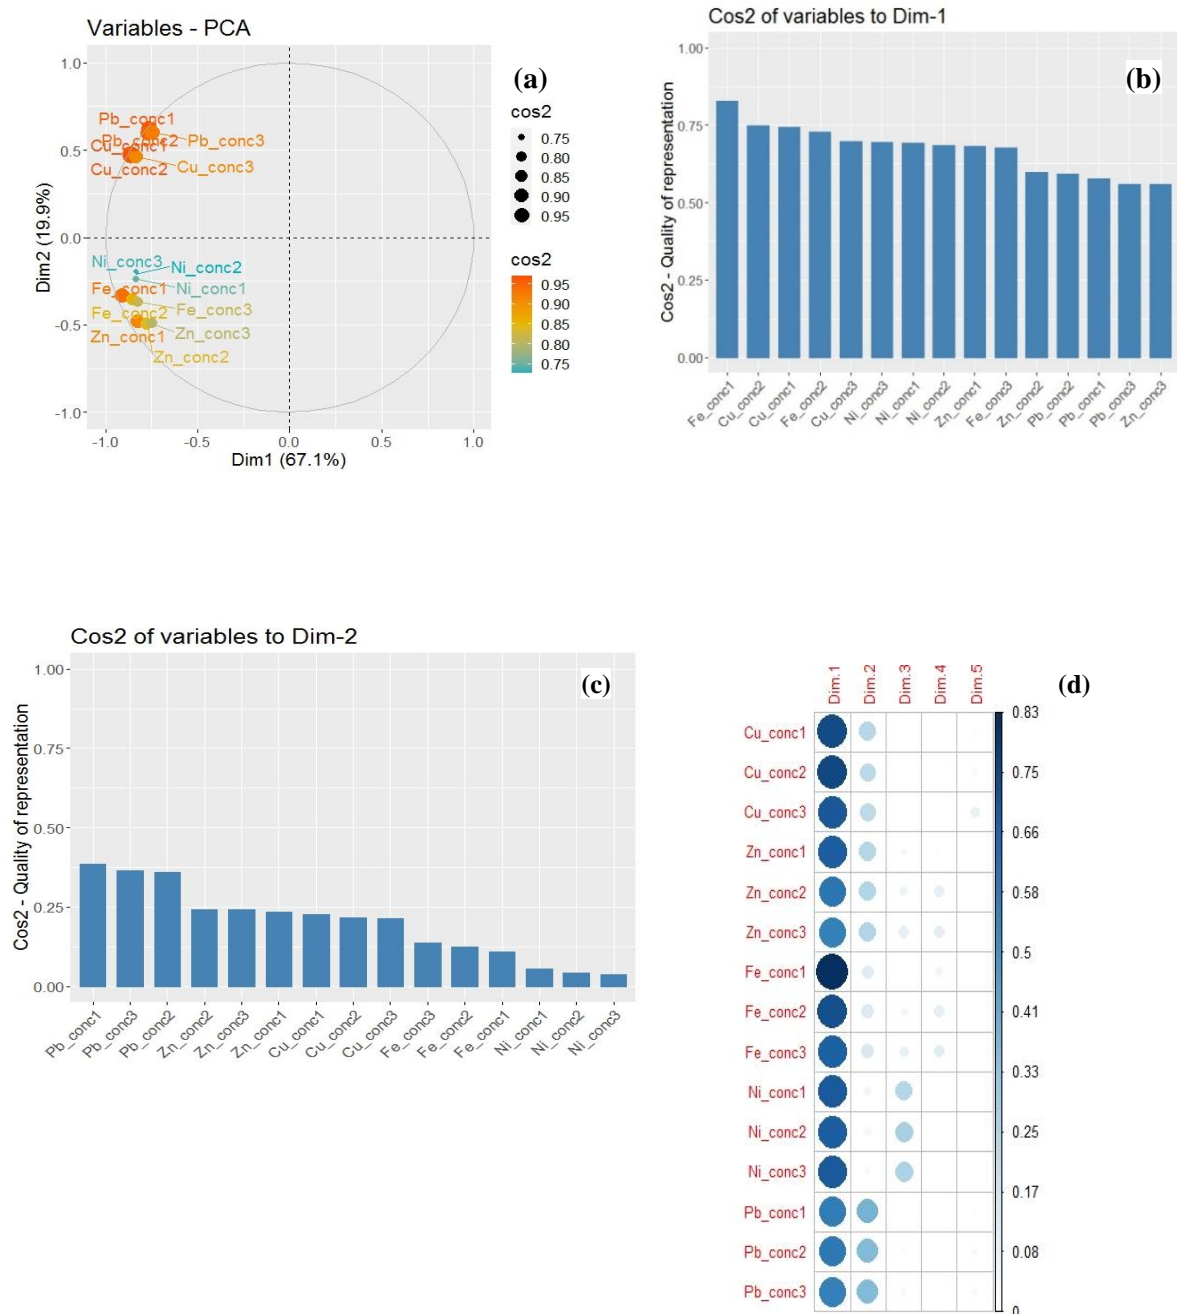 Variables - PCA
(a)
1.0
0.5
0.0
-0.5
-1.0
Dim2 (19.9%)
Pb_conc1
Pb_conc2
Pb_conc3
Cu_conc1
Cu_conc2
Cu_conc3
Ni_conc3
Ni_conc2
Ni_conc1
Fe_conc1
Fe_conc3
Fe_conc2
Zn_conc3
Zn_conc1
Zn_conc2
-1.0
-0.5
0.0
0.5
1.0
Dim1 (67.1%)
cos2
0.75
0.80
0.85
0.90
0.95
cos2
0.95
0.90
0.85
0.80
0.75
Cos2 of variables to Dim-1
(b)
Cos2 - Quality of representation
1.00
0.75
0.50
0.25
0.00
Fe_conc1
Cu_conc2
Cu_conc1
Fe_conc2
Cu_conc3
Ni_conc3
Ni_conc1
Ni_conc2
Zn_conc1
Fe_conc3
Zn_conc2
Pb_conc2
Pb_conc1
Pb_conc3
Zn_conc3
Cos2 of variables to Dim-2
(c)
Cos2 - Quality of representation
1.00
0.75
0.50
0.25
0.00
Pb_conc1
Pb_conc3
Pb_conc2
Zn_conc2
Zn_conc3
Zn_conc1
Cu_conc1
Cu_conc2
Cu_conc3
Fe_conc3
Fe_conc2
Fe_conc1
Ni_conc1
Ni_conc2
Ni_conc3
(d)
Dim.1
Dim.2
Dim.3
Dim.4
Dim.5
Cu_conc1
Cu_conc2
Cu_conc3
Zn_conc1
Zn_conc2
Zn_conc3
Fe_conc1
Fe_conc2
Fe_conc3
Ni_conc1
Ni_conc2
Ni_conc3
Pb_conc1
Pb_conc2
Pb_conc3
0.83
0.75
0.66
0.58
0.5
0.41
0.33
0.25
0.17
0.08
0